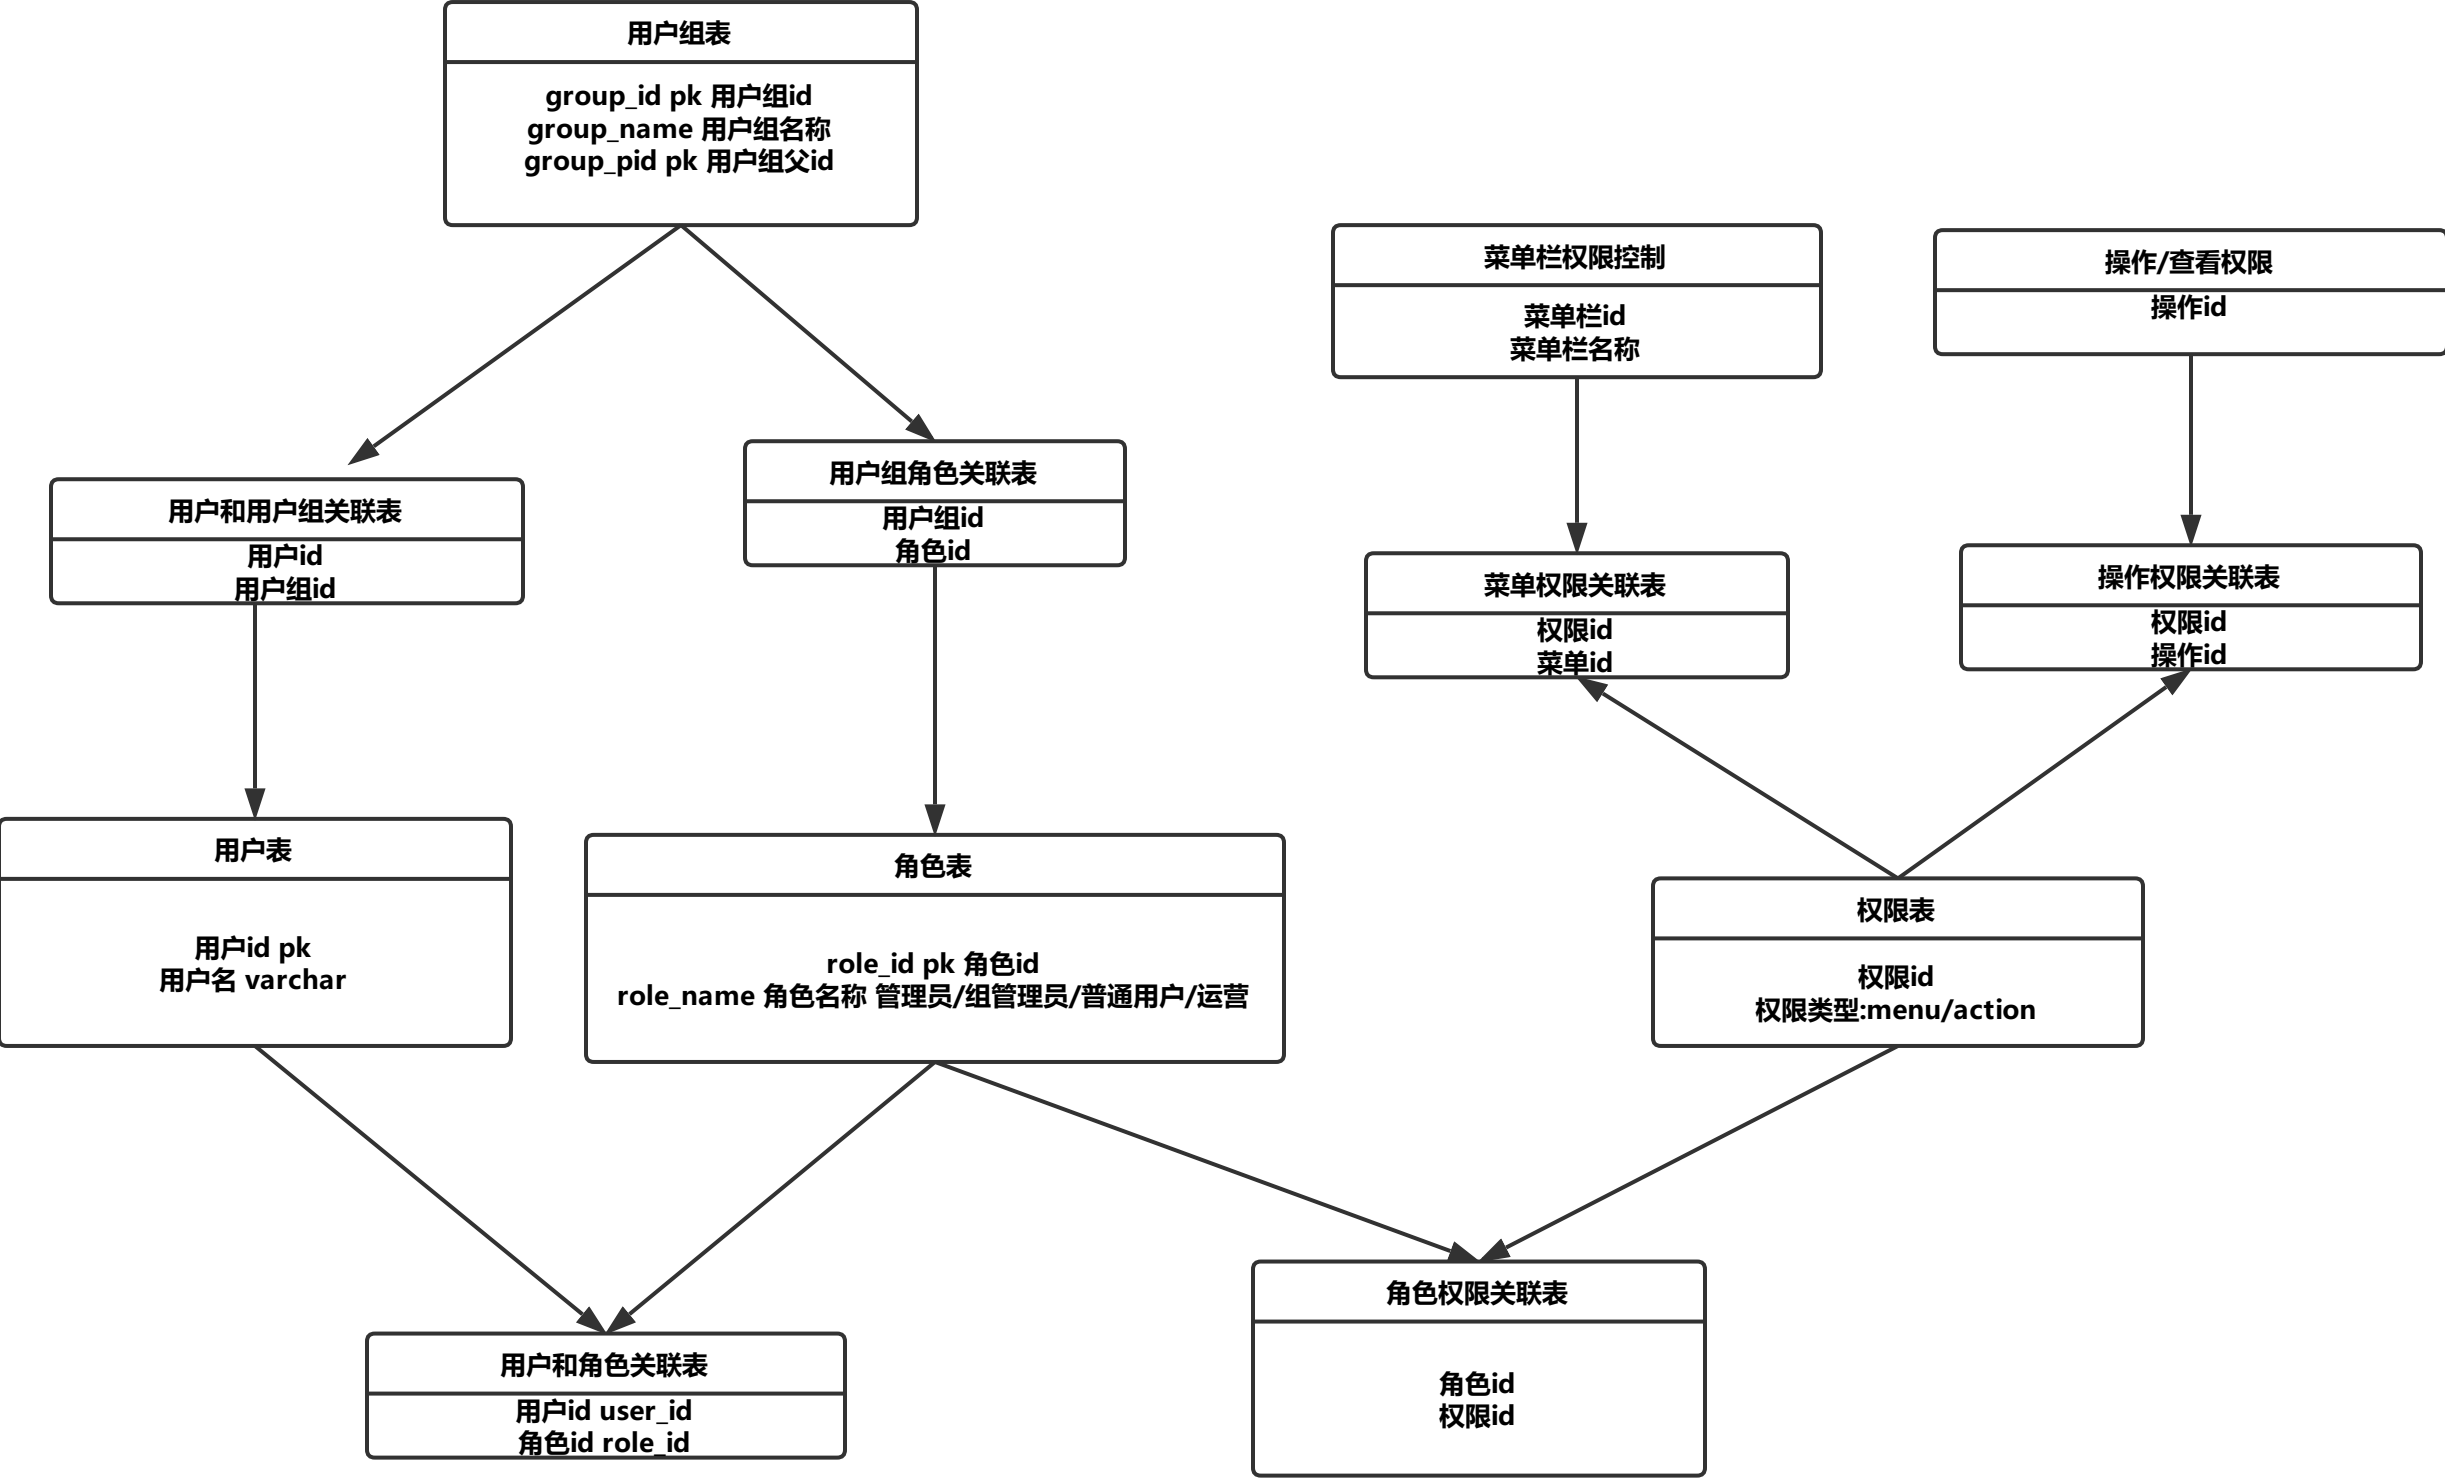 用户组表
group_id pk 用户组id
group_name 用户组名称
group_pid pk 用户组父id
菜单栏权限控制
菜单栏id
菜单栏名称
操作/查看权限
操作id
用户和用户组关联表
用户id
用户组id
用户组角色关联表
用户组id
角色id
菜单权限关联表
权限id
菜单id
操作权限关联表
权限id
操作id
用户表
用户id pk
用户名 varchar
角色表
role_id pk 角色id
role_name 角色名称 管理员/组管理员/普通用户/运营
权限表
权限id
权限类型:menu/action
用户和角色关联表
用户id user_id
角色id role_id
角色权限关联表
角色id
权限id